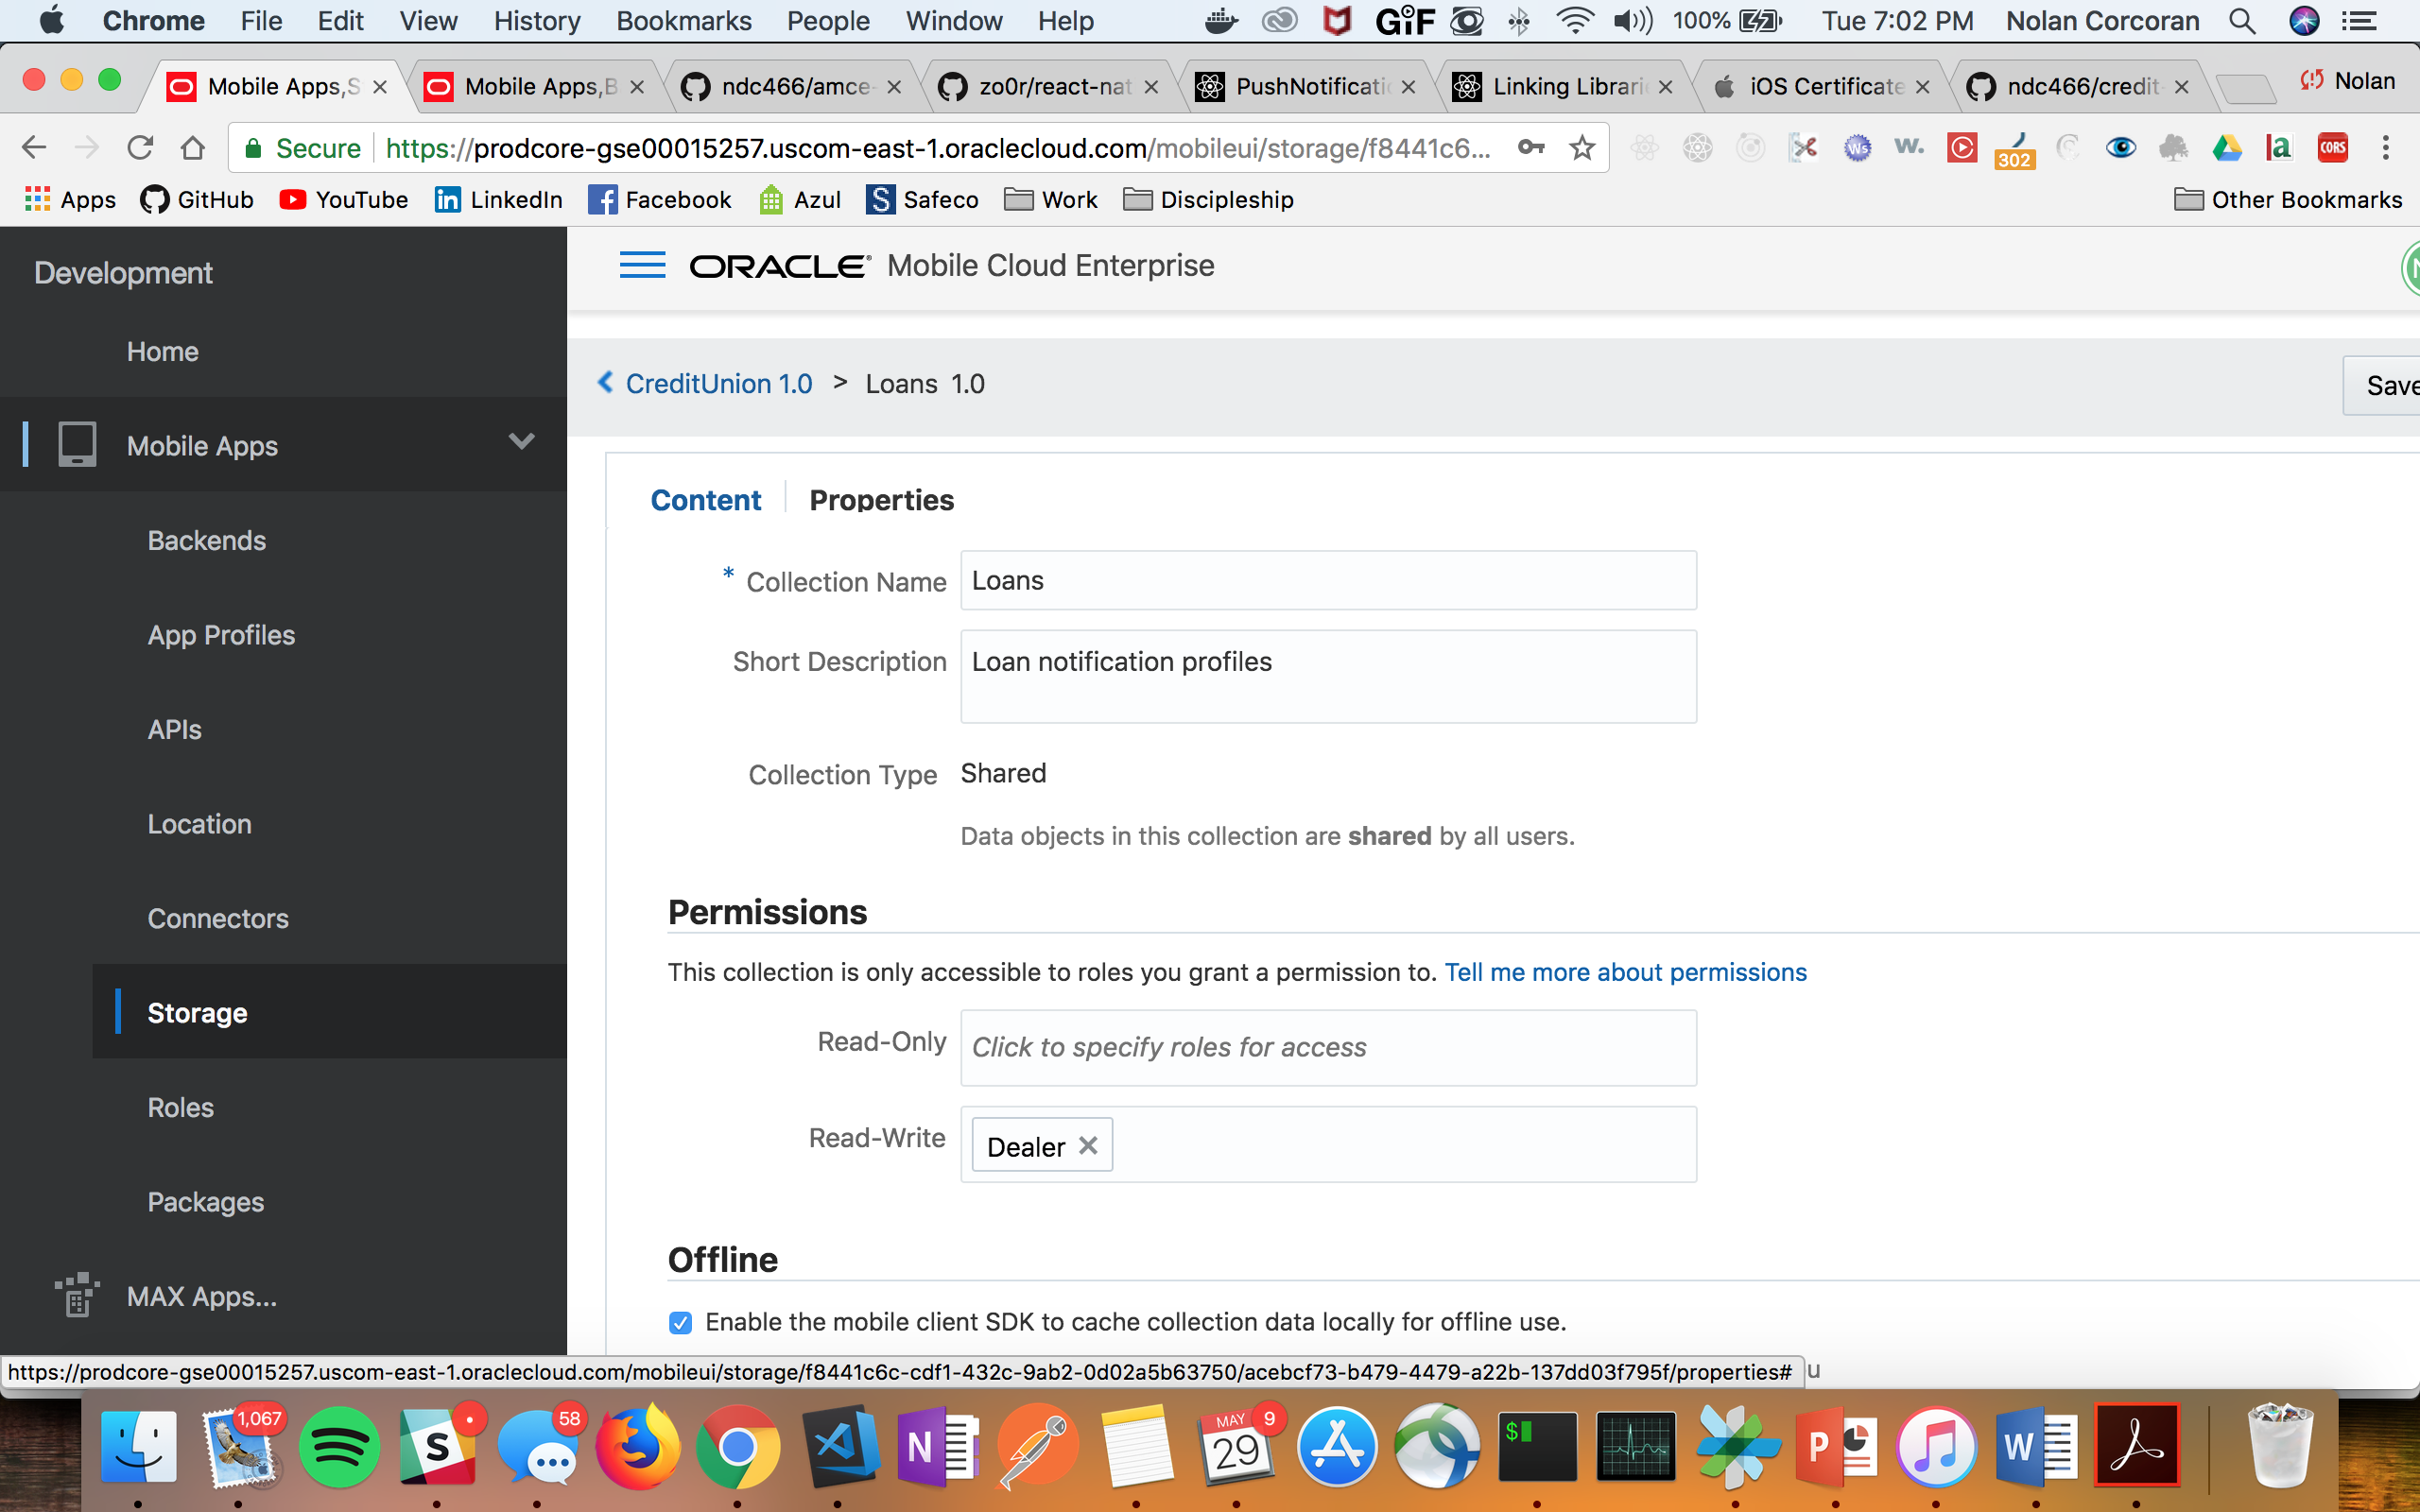 Chrome File Edit View History Bookmarks People Window Help GIF 100% Tue 7:02 PM Nolan Corcoran
Mobile Apps,S Mobile Apps,B ndc466/amce- zo0r/react-nat PushNotificatio Linking Librarie iOS Certificate ndc466/credit- Nolan
Secure https://prodcore-gse00015257.uscom-east-1.oraclecloud.com/mobileui/storage/f8441c6... Ws w. 302 la CORS
Apps GitHub YouTube LinkedIn Facebook Azul S Safeco Work Discipleship Other Bookmarks
Development
Home
Mobile Apps
Backends
App Profiles
APIs
Location
Connectors
Storage
Roles
Packages
MAX Apps...
ORACLE Mobile Cloud Enterprise
CreditUnion 1.0 > Loans 1.0
Save
Content Properties
* Collection Name Loans
Short Description Loan notification profiles
Collection Type Shared
Data objects in this collection are shared by all users.
Permissions
This collection is only accessible to roles you grant a permission to. Tell me more about permissions
Read-Only Click to specify roles for access
Read-Write Dealer
Offline
Enable the mobile client SDK to cache collection data locally for offline use.
https://prodcore-gse00015257.uscom-east-1.oraclecloud.com/mobileui/storage/f8441c6c-cdf1-432c-9ab2-0d02a5b63750/acebcf73-b479-4479-a22b-137dd03f795f/properties#
1,067 S 58 N MAY 29 9 $ P W